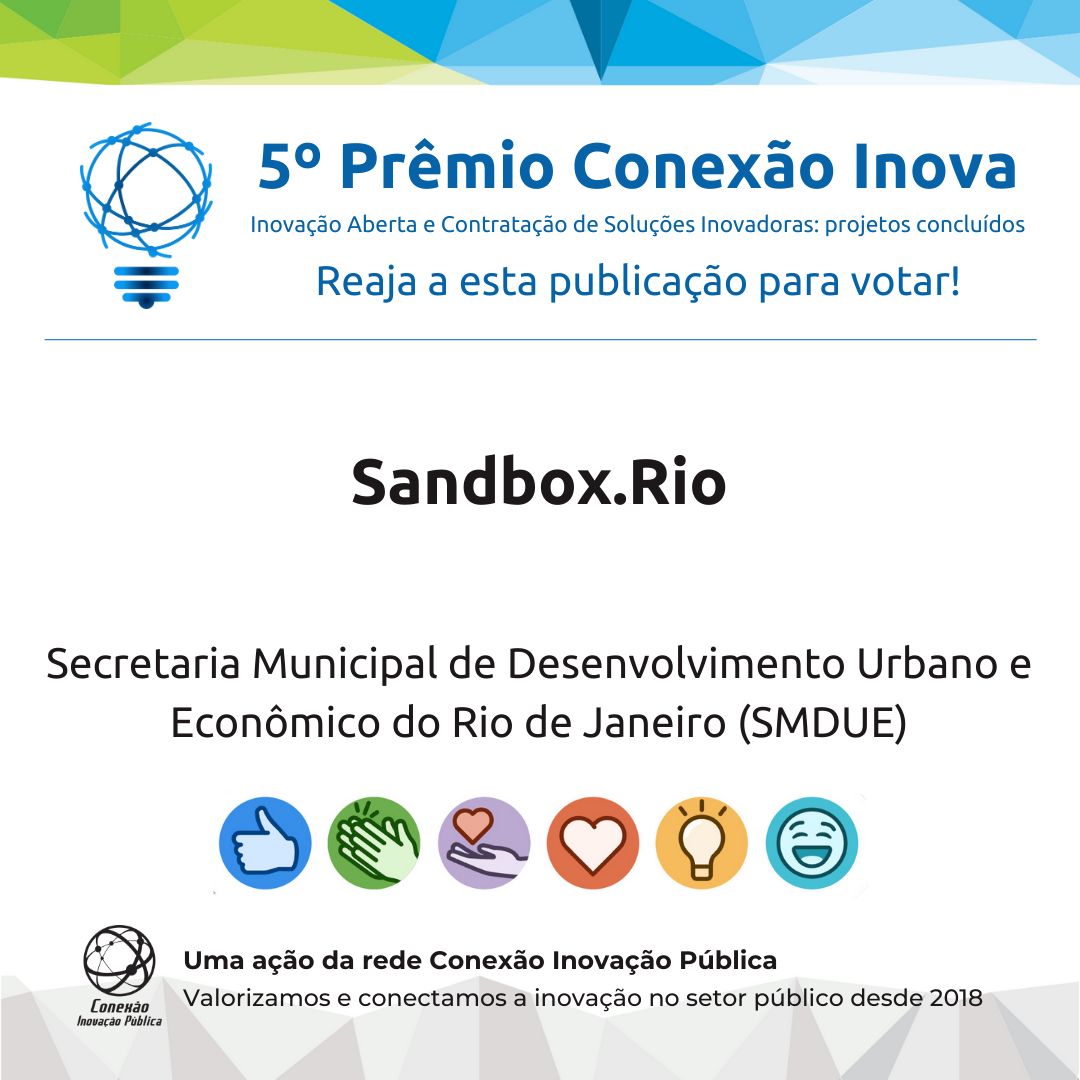 5º Prêmio Conexão Inova
Inovação Aberta e Contratação de Soluções Inovadoras: projetos concluídos
Reaja a esta publicação para votar!
Sandbox.Rio
Secretaria Municipal de Desenvolvimento Urbano e
Econômico do Rio de Janeiro (SMDUE)
Uma ação da rede Conexão Inovação Pública
Valorizamos e conectamos a inovação no setor público desde 2018
Conexão
Inovação Pública